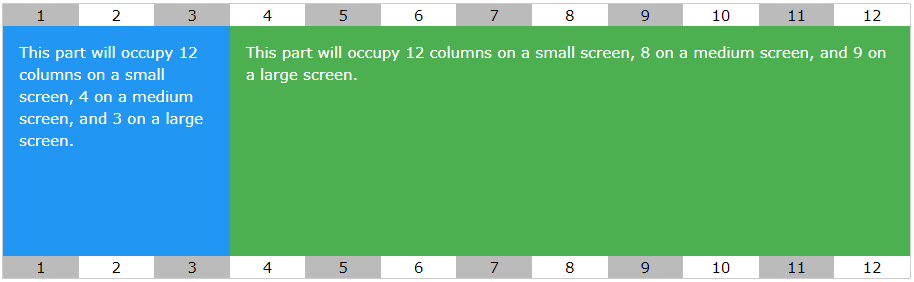 1 2 3 4 5 6 7 8 9 10 11 12
This part will occupy 12
columns on a small
screen, 4 on a medium
screen, and 3 on a large
screen.
This part will occupy 12 columns on a small screen, 8 on a medium screen, and 9 on
a large screen.
1 2 3 4 5 6 7 8 9 10 11 12